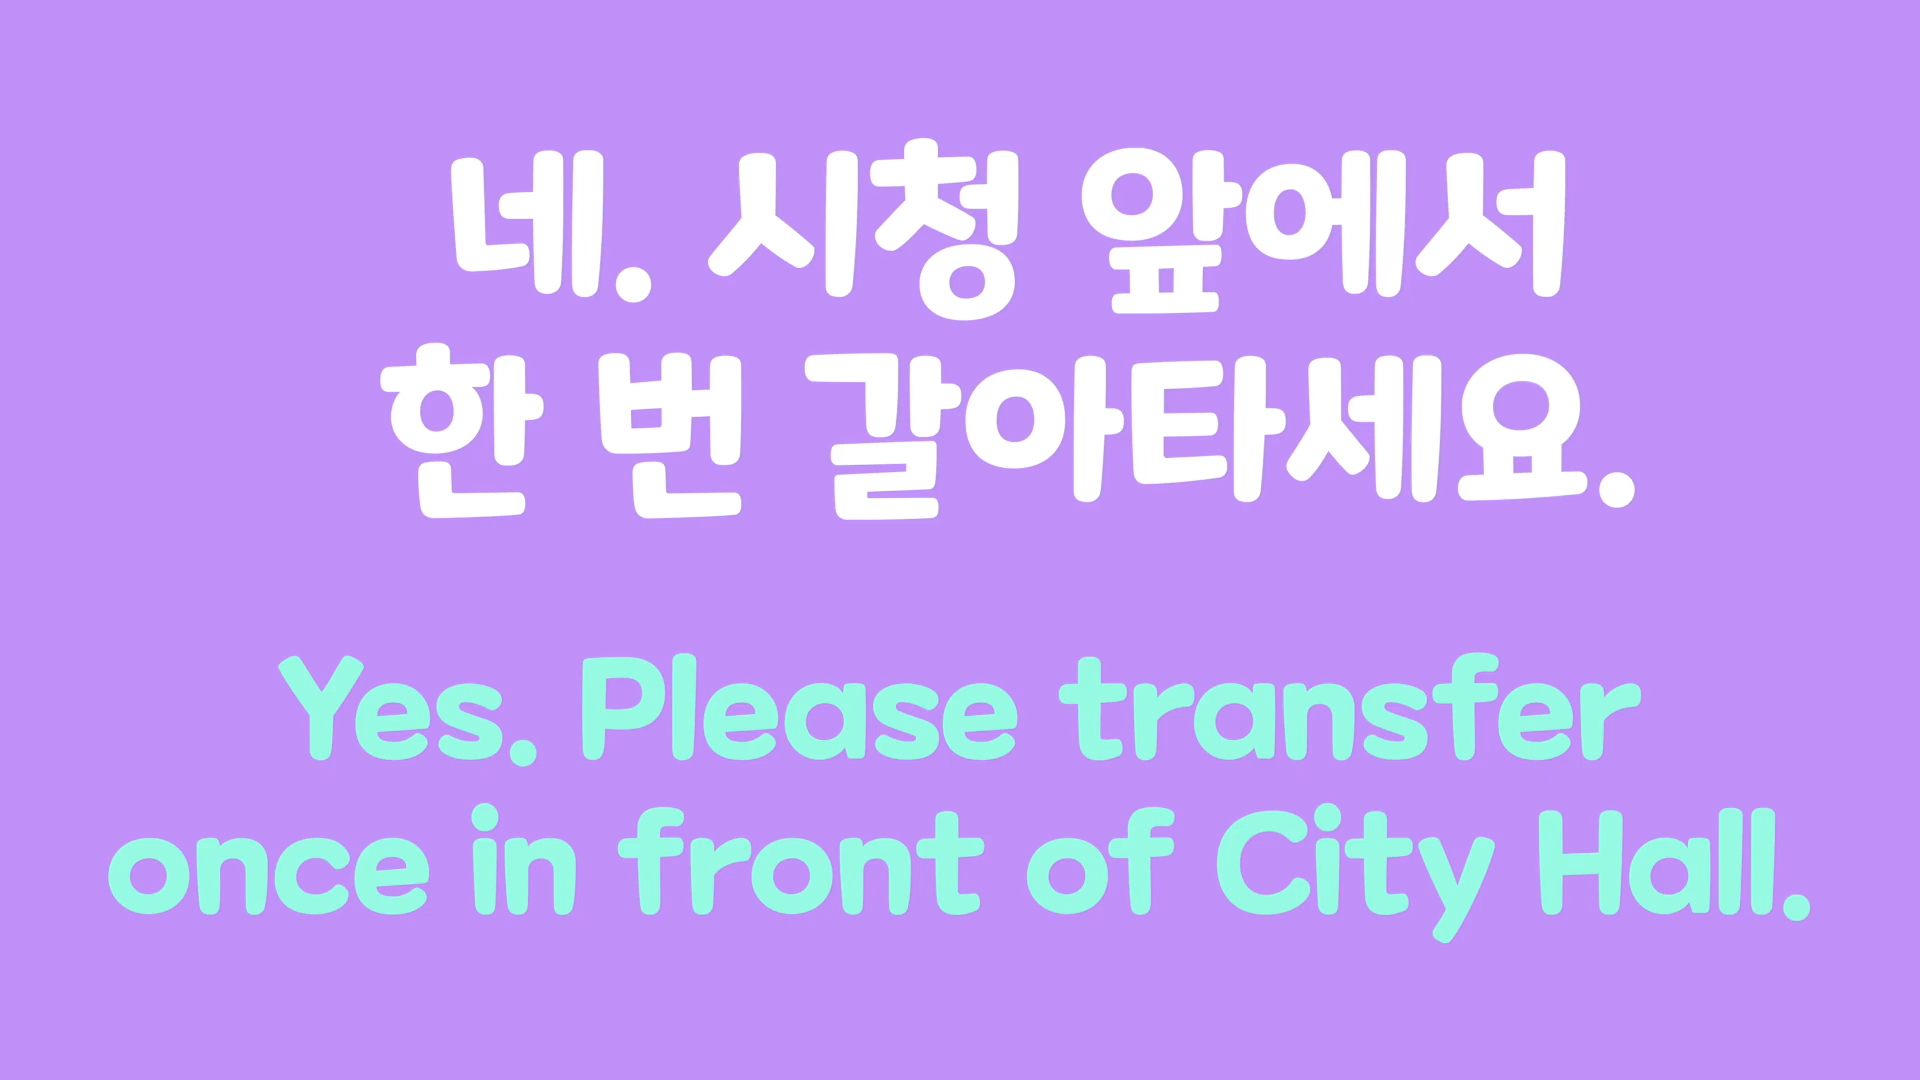 네. 시청 앞에서
한 번 갈아타세요.
Yes. Please transfer
once in front of City Hall.